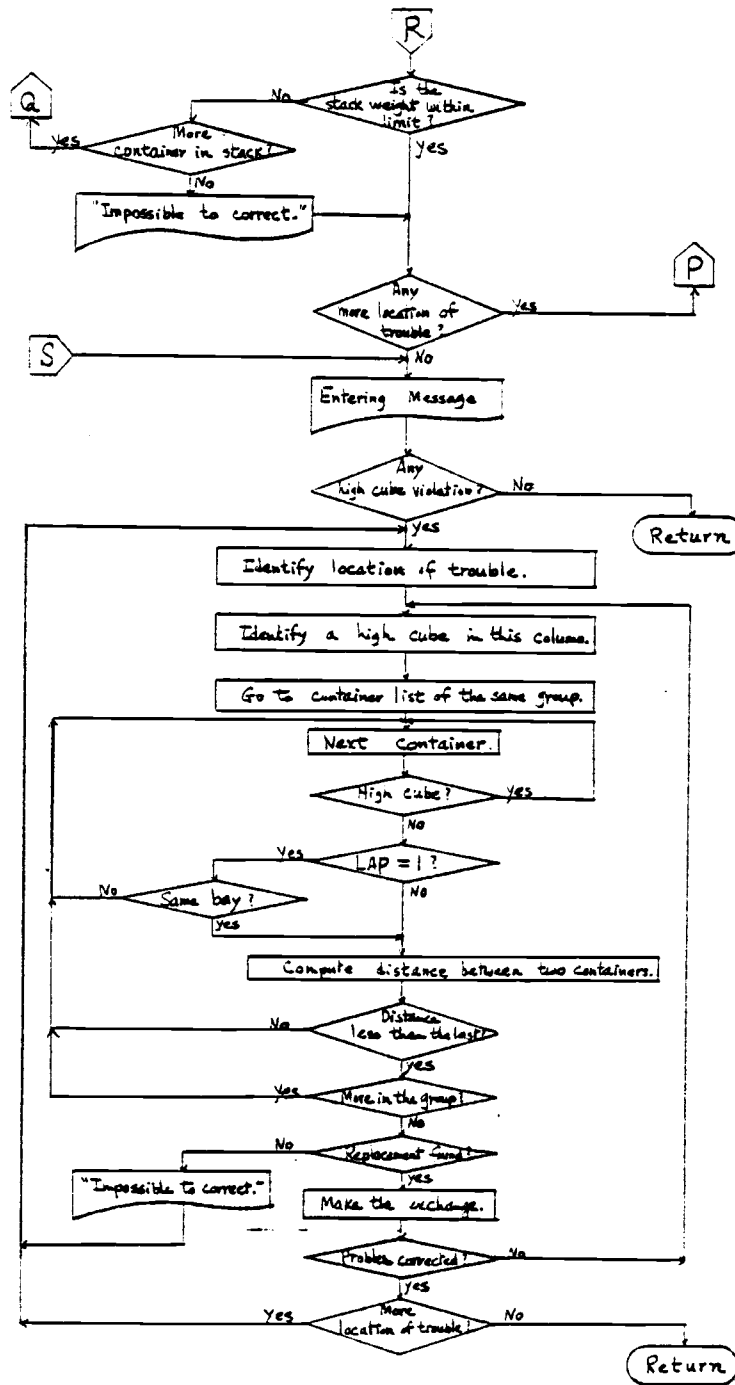 R
Is the
stack weight within
limit?
No
Yes
Q
Yes
More
container in stack?
No
"Impossible to correct."
P
Any
more location of
trouble?
Yes
S
No
Entering Message
Any
high cube violation?
No
Yes
Return
Identify location of trouble.
Identify a high cube in this column.
Go to container list of the same group.
Next Container.
High cube?
Yes
No
Yes
LAP = 1 ?
No
No
Same bay?
Yes
Compute distance between two containers.
No
Distance
less than the last?
Yes
Yes
More in the group?
No
No
Replacement found?
Yes
"Impossible to correct."
Make the exchange.
Problem corrected?
No
Yes
Yes
More
location of trouble?
No
Return